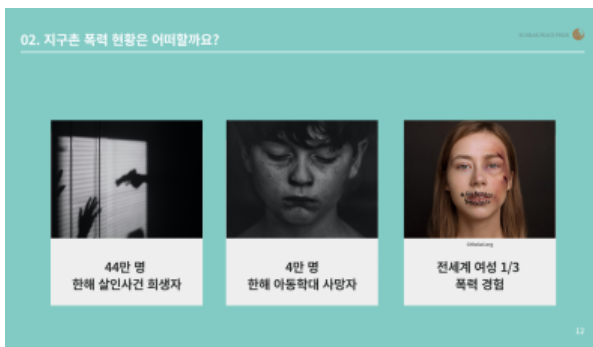 02. 지구촌 폭력 현황은 어떠할까요?
44만 명
한해 살인사건 희생자
4만 명
한해 아동학대 사망자
전세계 여성 1/3
폭력 경험
12